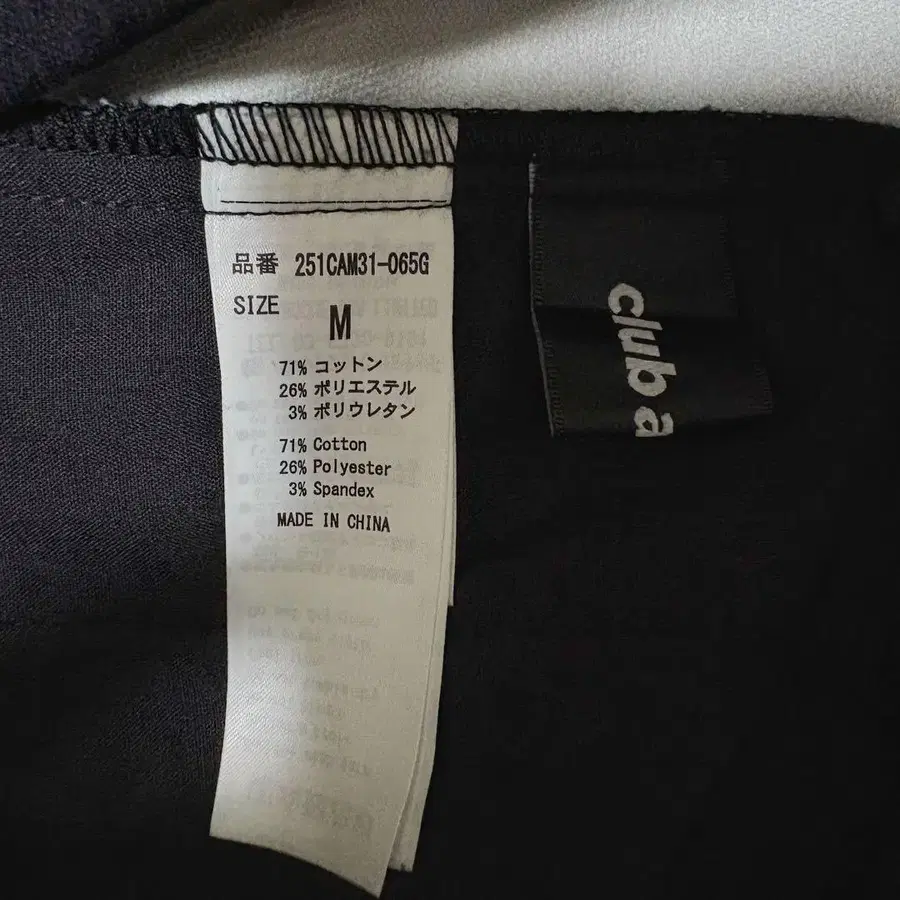 品番 251CAM31-065G
SIZE M
71% コットン
26% ポリエステル
3% ポリウレタン
71% Cotton
26% Polyester
3% Spandex
MADE IN CHINA
club a